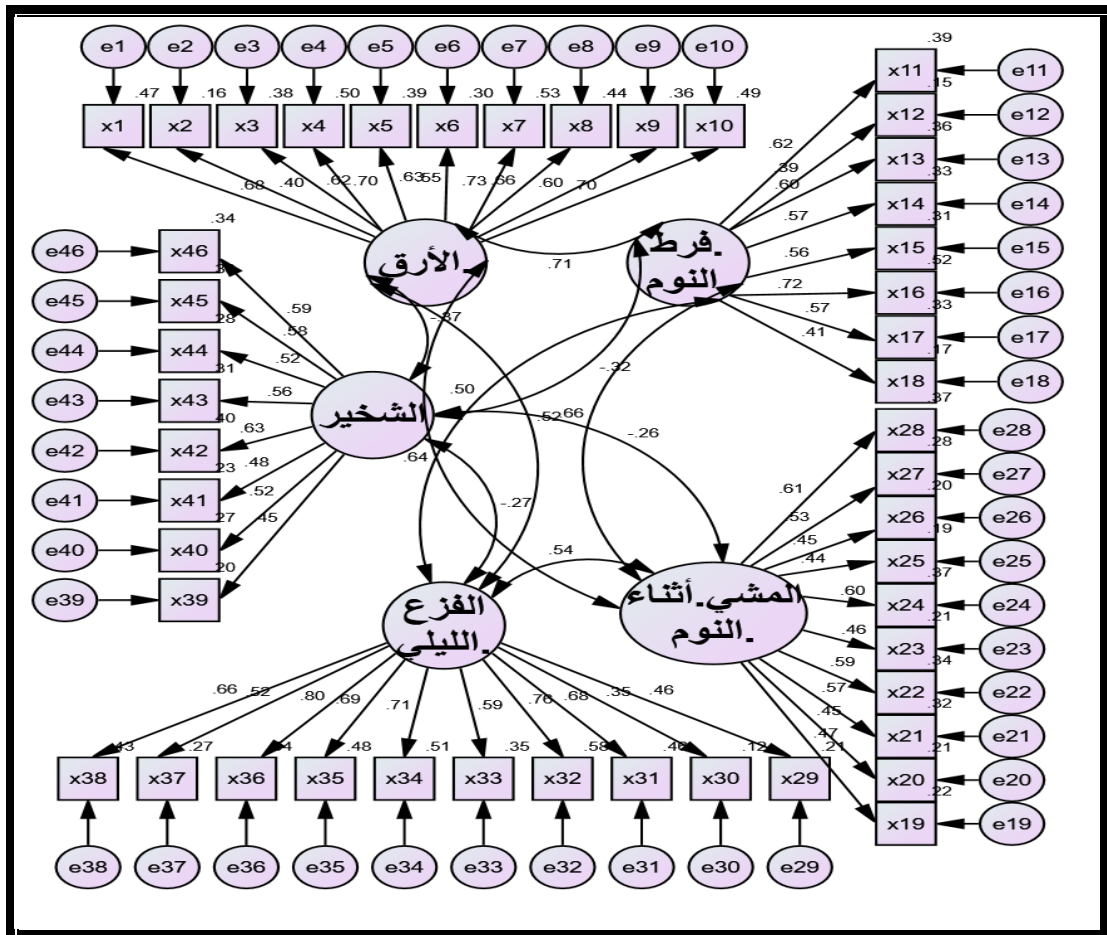 e1 e2 e3 e4 e5 e6 e7 e8 e9 e10
.47 .16 .38 .50 .39 .30 .53 .44 .36 .49
x1 x2 x3 x4 x5 x6 x7 x8 x9 x10
.68 .40 .62 .70 .63 .55 .73 .66 .60 .70
.39
x11 e11
.15
x12 e12
.36
x13 e13
.33
x14 e14
.31
x15 e15
.52
x16 e16
.33
x17 e17
.17
x18 e18
.62
.39
.60
.57
.56
.72
.57
.41
.الأرق
.فرط
النوم
.71
-.37
-.32
.50
.52
.66
-.26
.64
-.27
.54
.34
e46 x46
e45 x45
.28
e44 x44
.31
e43 x43
.40
e42 x42
.23
e41 x41
.27
e40 x40
.20
e39 x39
.59
.58
.52
.56
.63
.48
.52
.45
الشخير
.37
x28 e28
.28
x27 e27
.20
x26 e26
.19
x25 e25
.37
x24 e24
.21
x23 e23
.34
x22 e22
.32
x21 e21
.21
x20 e20
.22
x19 e19
.61
.53
.45
.44
.60
.46
.59
.57
.45
.47
المشي.أثناء
.النوم
الفزع
.الليلي
.66 .52 .80 .69 .71 .59 .76 .68 .35 .46
.43 .27 .48 .51 .35 .58 .46 .12 .21
x38 x37 x36 x35 x34 x33 x32 x31 x30 x29
e38 e37 e36 e35 e34 e33 e32 e31 e30 e29